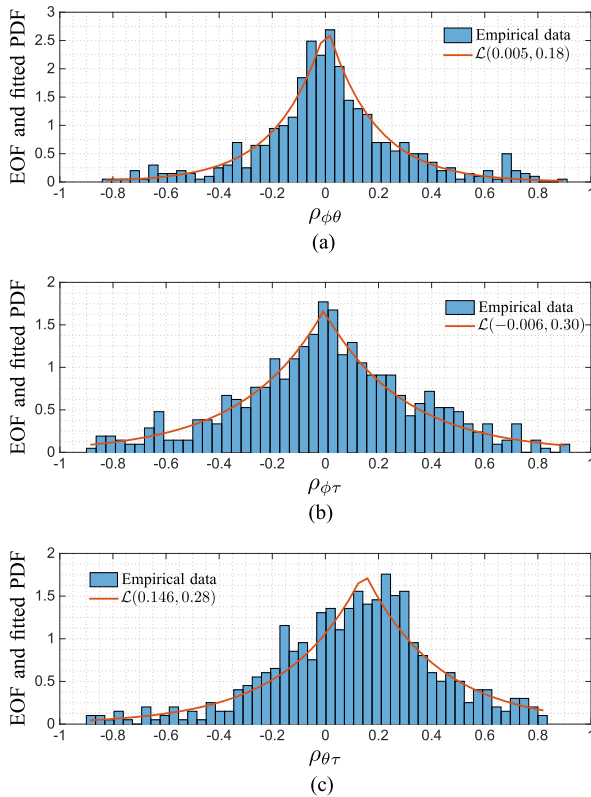 EOF and fitted PDF
3
2.5
2
1.5
1
0.5
0
Empirical data
ℒ(0.005, 0.18)
-1 -0.8 -0.6 -0.4 -0.2 0 0.2 0.4 0.6 0.8 1
ρϕθ
(a)
EOF and fitted PDF
2
1.5
1
0.5
0
Empirical data
ℒ(−0.006, 0.30)
-1 -0.8 -0.6 -0.4 -0.2 0 0.2 0.4 0.6 0.8 1
ρϕτ
(b)
EOF and fitted PDF
2
1.5
1
0.5
0
Empirical data
ℒ(0.146, 0.28)
-1 -0.8 -0.6 -0.4 -0.2 0 0.2 0.4 0.6 0.8 1
ρθτ
(c)